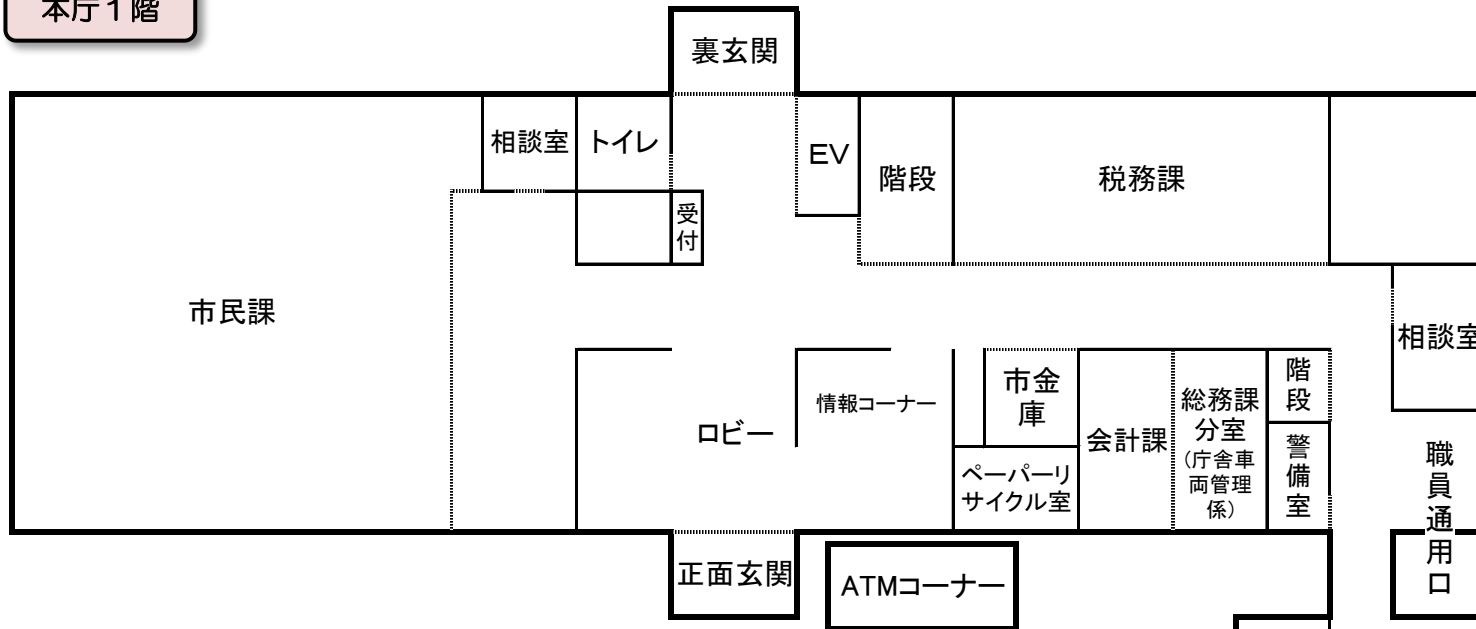 本庁1階
裏玄関
相談室
トイレ
EV
階段
税務課
受
付
市民課
相談室
市金
庫
階
段
情報コーナー
総務課
分室
(庁舎車
両管理
係)
ロビー
会計課
警
備
室
ペーパーリ
サイクル室
職
員
通
用
口
正面玄関
ATMコーナー